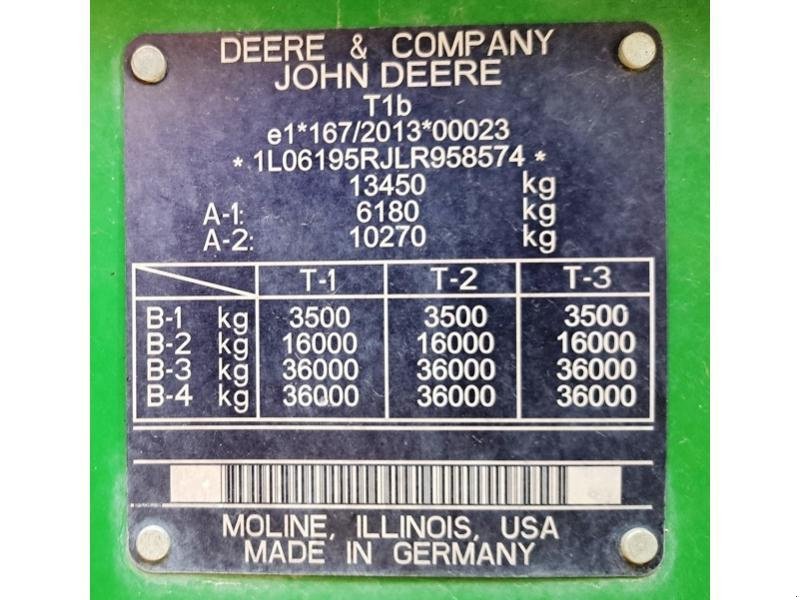 DEERE & COMPANY
JOHN DEERE
T1b
e1*167/2013*00023
* 1L06195RJLR958574 *
13450 kg
A-1: 6180 kg
A-2: 10270 kg
T-1 T-2 T-3
B-1 kg 3500 3500 3500
B-2 kg 16000 16000 16000
B-3 kg 36000 36000 36000
B-4 kg 36000 36000 36000
MOLINE, ILLINOIS, USA
MADE IN GERMANY